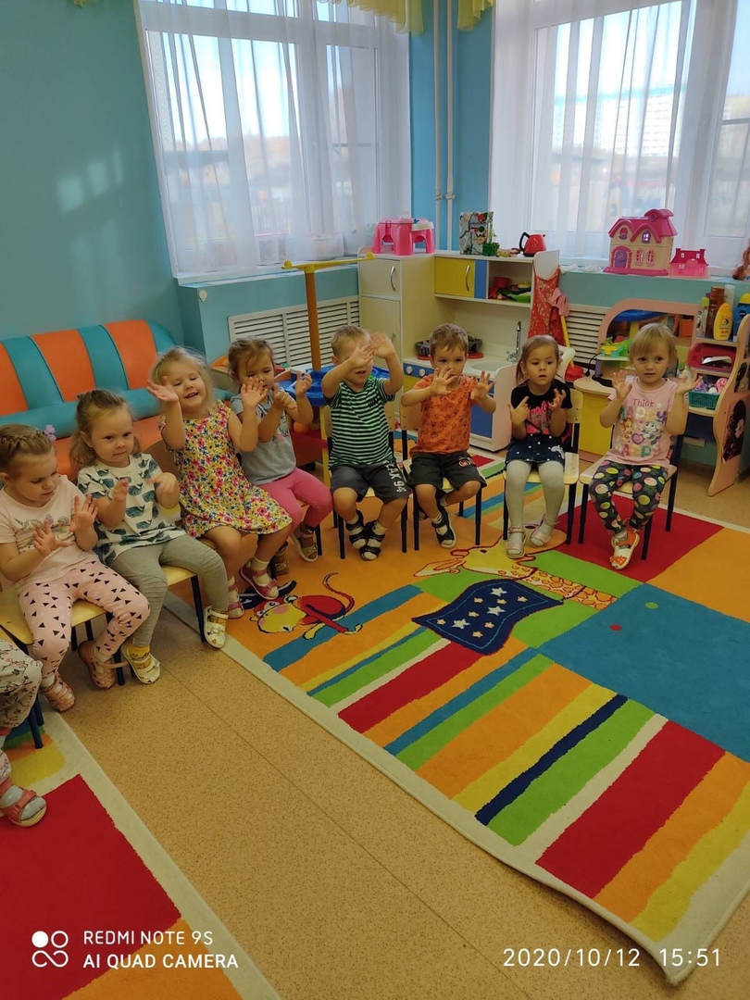 REDMI NOTE 9S
AI QUAD CAMERA
2020/10/12 15:51